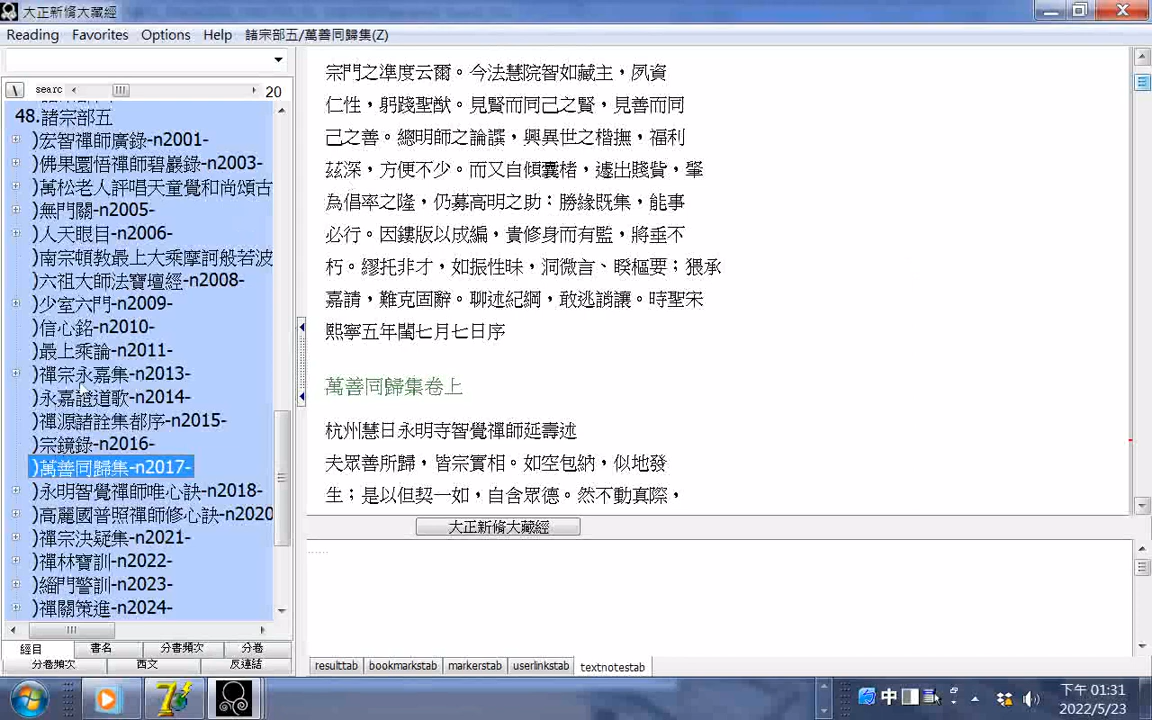 大正新脩大藏經
Reading Favorites Options Help 諸宗部五/萬善同歸集(Z)
\ searc 20
48.諸宗部五
)宏智禪師廣錄-n2001-
)佛果圜悟禪師碧巖錄-n2003-
)萬松老人評唱天童覺和尚頌古
)無門關-n2005-
)人天眼目-n2006-
)南宗頓教最上大乘摩訶般若波
)六祖大師法寶壇經-n2008-
)少室六門-n2009-
)信心銘-n2010-
)最上乘論-n2011-
)禪宗永嘉集-n2013-
)永嘉證道歌-n2014-
)禪源諸詮集都序-n2015-
)宗鏡錄-n2016-
)萬善同歸集-n2017-
)永明智覺禪師唯心訣-n2018-
)高麗國普照禪師修心訣-n2020
)禪宗決疑集-n2021-
)禪林寶訓-n2022-
)緇門警訓-n2023-
)禪關策進-n2024-
經目 書名 分書頻次 分卷
分卷頻次 西文 反連結
宗門之準度云爾。今法慧院智如藏主，夙資
仁性，躬踐聖猷。見賢而同己之賢，見善而同
己之善。總明師之論譔，興異世之楷撫，福利
茲深，方便不少。而又自傾囊楮，遽出賤貲，肇
為倡率之隆，仍募高明之助；勝緣既集，能事
必行。因鏤版以成編，貴修身而有監，將垂不
朽。繆托非才，如振性昧，洞微言、睽樞要；猥承
嘉請，難克固辭。聊述紀綱，敢逃誚讓。時聖宋
熙寧五年閏七月七日序
萬善同歸集卷上
杭州慧日永明寺智覺禪師延壽述
夫眾善所歸，皆宗實相。如空包納，似地發
生；是以但契一如，自含眾德。然不動真際，
大正新脩大藏經
......
resulttab bookmarkstab markerstab userlinkstab textnotestab
中
下午 01:31
2022/5/23